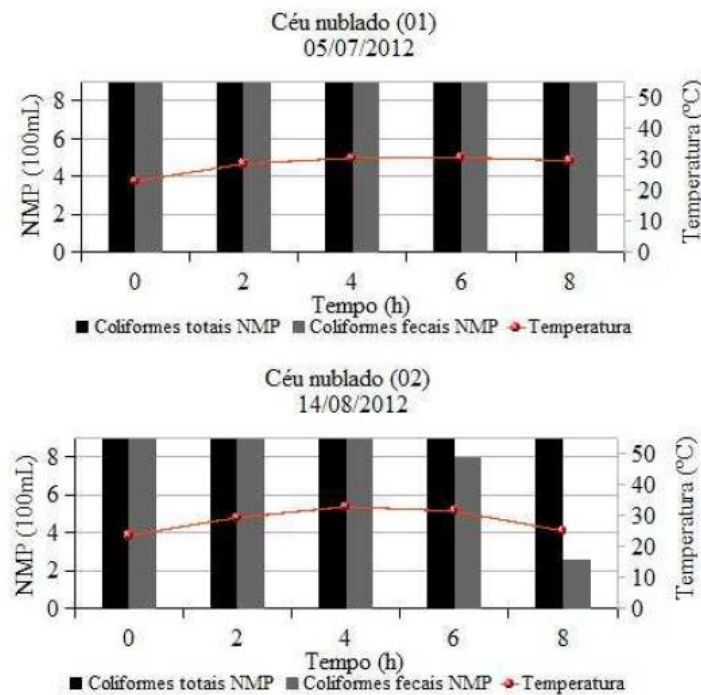 Céu nublado (01)
05/07/2012
NMP (100mL)
8
6
4
2
0
50
40
30
20
10
0
Temperatura (ºC)
0 2 4 6 8
Tempo (h)
Coliformes totais NMP Coliformes fecais NMP Temperatura
Céu nublado (02)
14/08/2012
NMP (100mL)
8
6
4
2
0
50
40
30
20
10
0
Temperatura (ºC)
0 2 4 6 8
Tempo (h)
Coliformes totais NMP Coliformes fecais NMP Temperatura